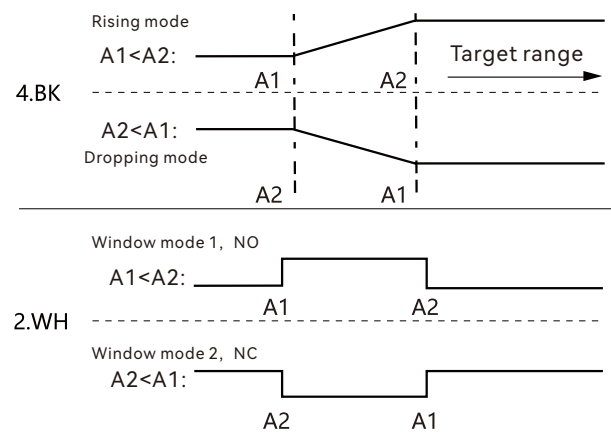 Rising mode
A1<A2:
Target range
A1
A2
4.BK
A2<A1:
Dropping mode
A2
A1
Window mode 1, NO
A1<A2:
A1
A2
2.WH
Window mode 2, NC
A2<A1:
A2
A1